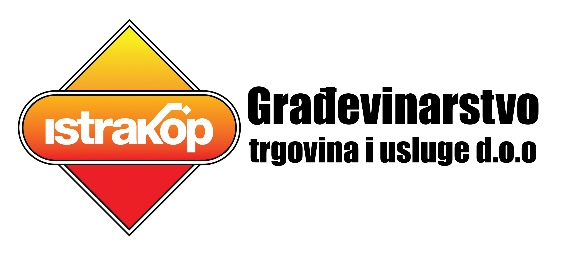 istrakop
Građevinarstvo
trgovina i usluge d.o.o